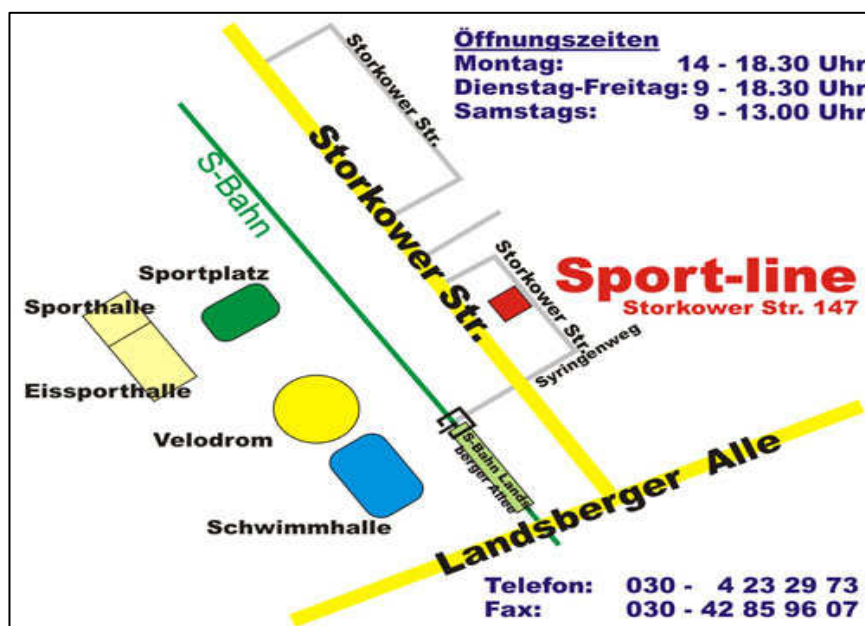 Öffnungszeiten
Montag: 14 - 18.30 Uhr
Dienstag-Freitag: 9 - 18.30 Uhr
Samstags: 9 - 13.00 Uhr
Storkower Str.
Storkower Str.
S-Bahn
Sportplatz
Sporthalle
Eissporthalle
Velodrom
Schwimmhalle
Storkower Str.
Sport-line
Storkower Str. 147
Syringenweg
S-Bahn Lands
berger Allee
Landsberger Alle
Telefon: 030 - 4 23 29 73
Fax: 030 - 42 85 96 07